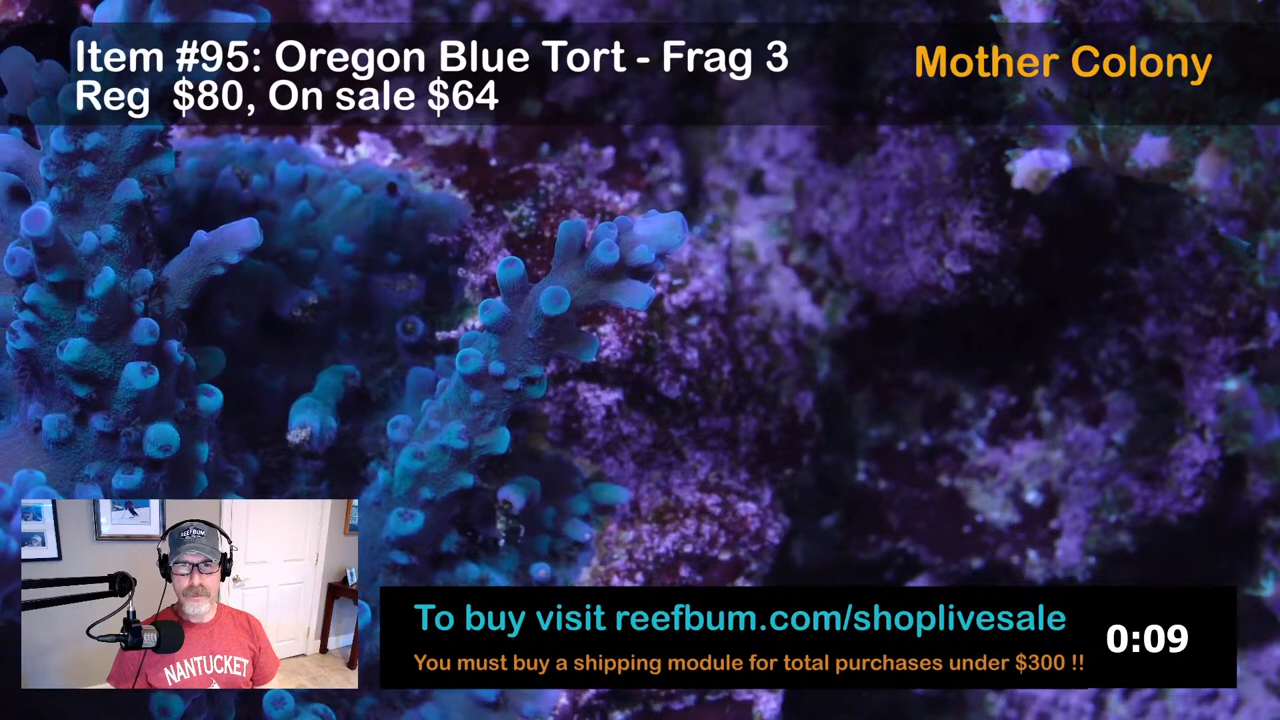 Item #95: Oregon Blue Tort - Frag 3
Reg $80, On sale $64
Mother Colony
REEFBUM
NANTUCKET
To buy visit reefbum.com/shoplivesale
You must buy a shipping module for total purchases under $300 !!
0:09